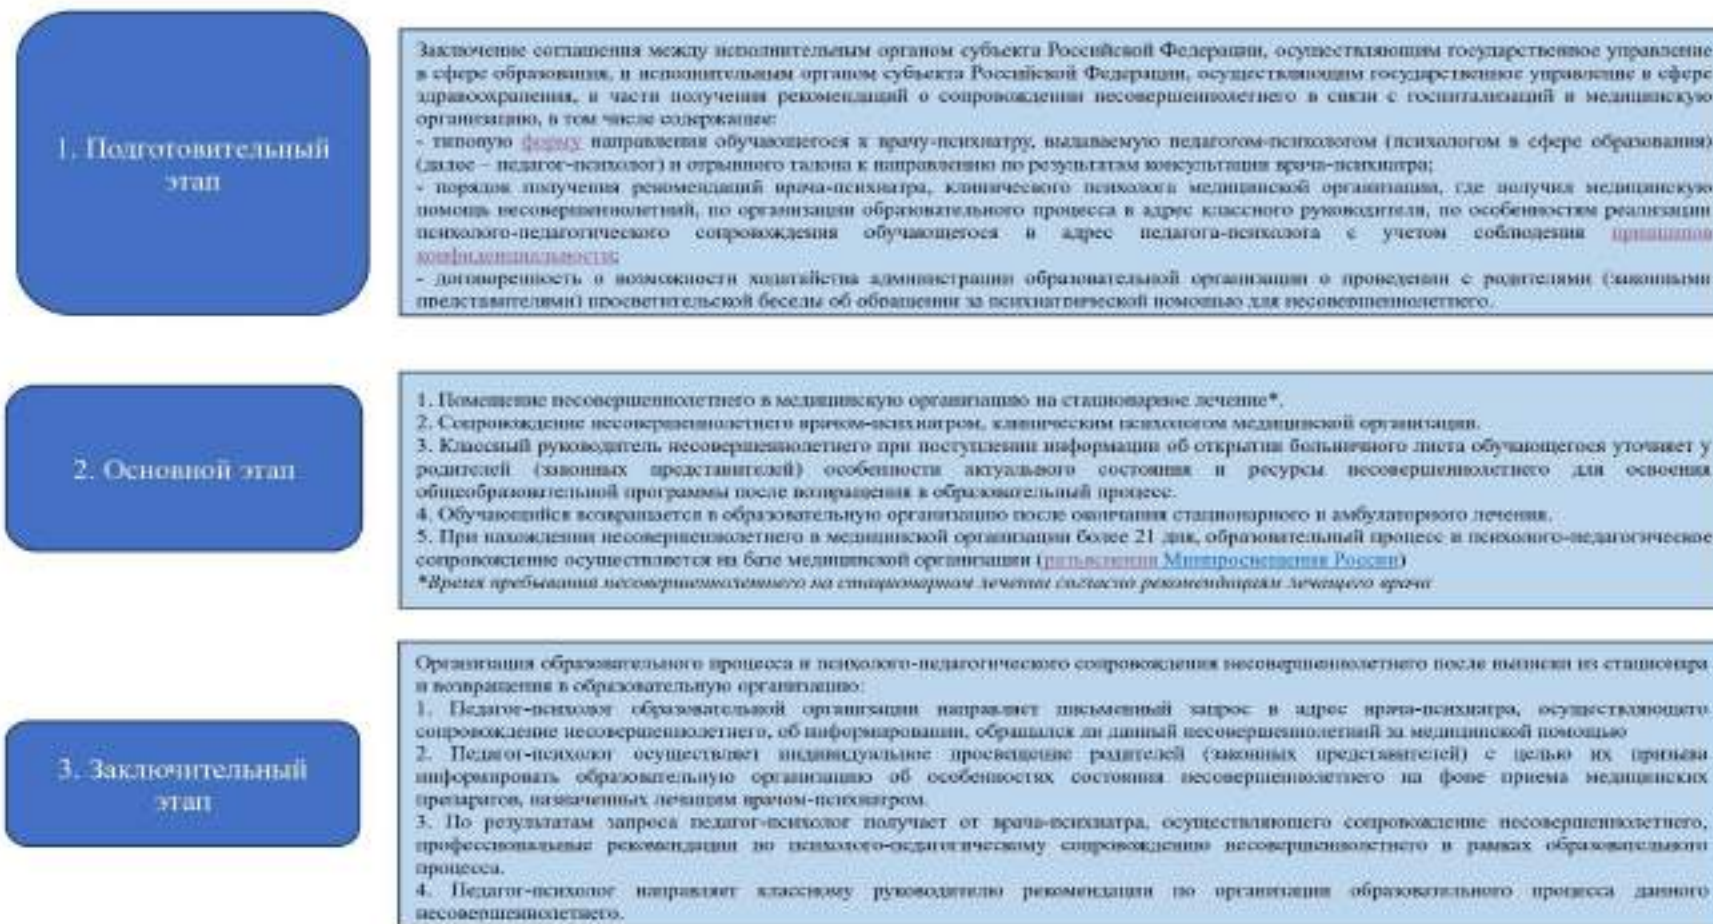 1. Подготовительный
этап
Заключение соглашения между исполнительным органом субъекта Российской Федерации, осуществляющим государственное управление
в сфере образования, и исполнительным органом субъекта Российской Федерации, осуществляющим государственное управление в сфере
здравоохранения, в части получения рекомендаций о сопровождении несовершеннолетнего в связи с госпитализаций в медицинскую
организацию, в том числе содержащее:
- типовую форму направления обучающегося к врачу-психиатру, выдаваемую педагогом-психологом (психологом в сфере образования)
(далее – педагог-психолог) и отрывного талона к направлению по результатам консультации врача-психиатра;
- порядок получения рекомендаций врача-психиатра, клинического психолога медицинской организации, где получил медицинскую
помощь несовершеннолетний, по организации образовательного процесса в адрес классного руководителя, по особенностям реализации
психолого-педагогического сопровождения обучающегося в адрес педагога-психолога с учетом соблюдения принципов
конфиденциальности;
- договоренность о возможности ходатайства администрации образовательной организации о проведении с родителями (законными
представителями) просветительской беседы об обращении за психиатрической помощью для несовершеннолетнего.
2. Основной этап
1. Помещение несовершеннолетнего в медицинскую организацию на стационарное лечение*.
2. Сопровождение несовершеннолетнего врачом-психиатром, клиническим психологом медицинской организации.
3. Классный руководитель несовершеннолетнего при поступлении информации об открытии больничного листа обучающегося уточняет у
родителей (законных представителей) особенности актуального состояния и ресурсы несовершеннолетнего для освоения
общеобразовательной программы после возвращения в образовательный процесс.
4. Обучающийся возвращается в образовательную организацию после окончания стационарного и амбулаторного лечения.
5. При нахождении несовершеннолетнего в медицинской организации более 21 дня, образовательный процесс и психолого-педагогическое
сопровождение осуществляется на базе медицинской организации (разъяснения Минпросвещения России)
*Время пребывания несовершеннолетнего на стационарном лечении согласно рекомендациям лечащего врача
3. Заключительный
этап
Организация образовательного процесса и психолого-педагогического сопровождения несовершеннолетнего после выписки из стационара
и возвращения в образовательную организацию:
1. Педагог-психолог образовательной организации направляет письменный запрос в адрес врача-психиатра, осуществляющего
сопровождение несовершеннолетнего, об информировании, обращался ли данный несовершеннолетний за медицинской помощью
2. Педагог-психолог осуществляет индивидуальное просвещение родителей (законных представителей) с целью их призыва
информировать образовательную организацию об особенностях состояния несовершеннолетнего на фоне приема медицинских
препаратов, назначенных лечащим врачом-психиатром.
3. По результатам запроса педагог-психолог получает от врача-психиатра, осуществляющего сопровождение несовершеннолетнего,
профессиональные рекомендации по психолого-педагогическому сопровождению несовершеннолетнего в рамках образовательного
процесса.
4. Педагог-психолог направляет классному руководителю рекомендации по организации образовательного процесса данного
несовершеннолетнего.